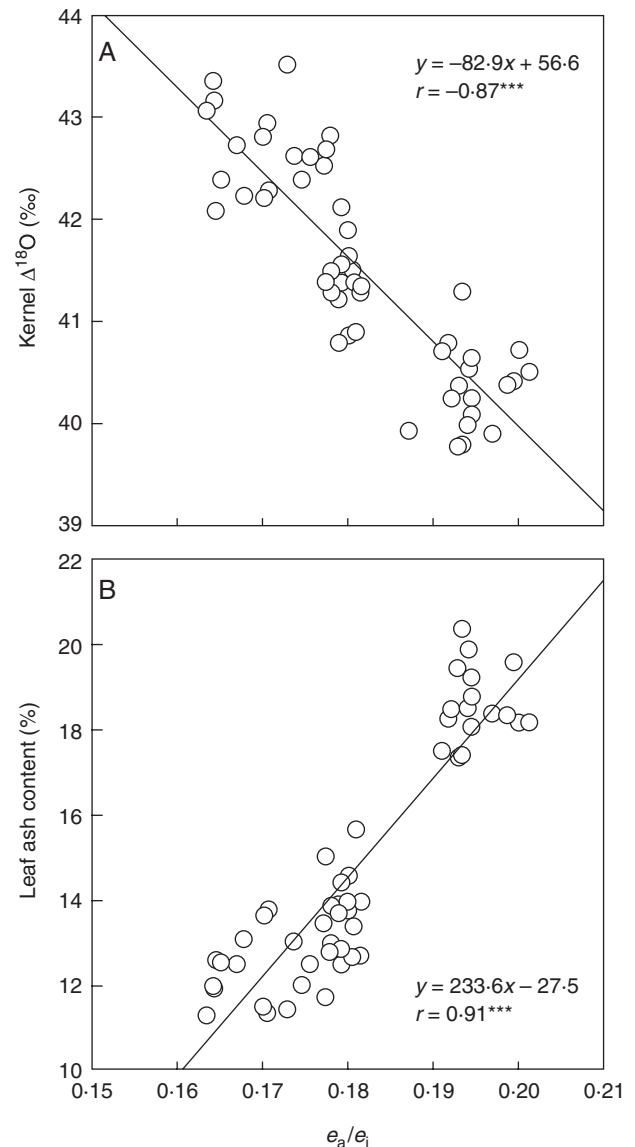 44
A
y = –82·9x + 56·6
r = –0·87***
43
42
41
40
39
Kernel Δ¹⁸O (‰)
22
B
20
18
16
14
12
10
Leaf ash content (%)
y = 233·6x – 27·5
r = 0·91***
0·15 0·16 0·17 0·18 0·19 0·20 0·21
eₐ/eᵢ